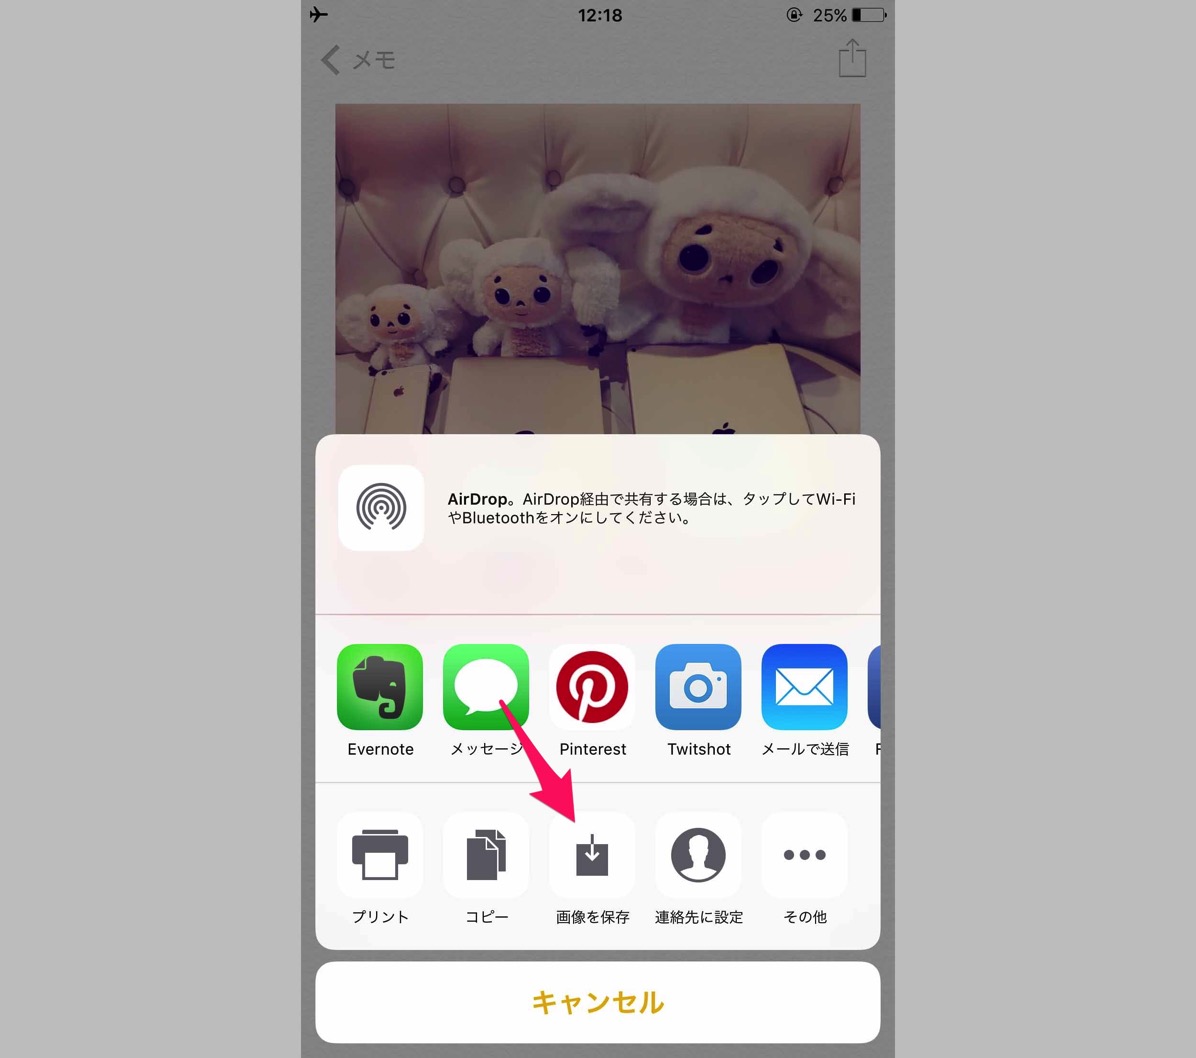 12:18
25%
メモ
AirDrop。AirDrop経由で共有する場合は、タップしてWi-Fi
やBluetoothをオンにしてください。
Evernote
メッセージ
Pinterest
Twitshot
メールで送信
プリント
コピー
画像を保存
連絡先に設定
その他
キャンセル